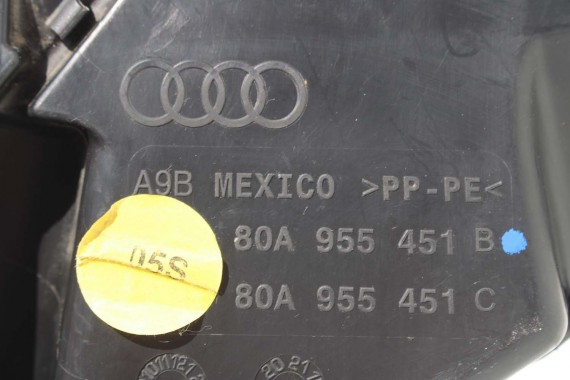 A9B MEXICO >PP-PE<
80A 955 451 B
05S
80A 955 451 C